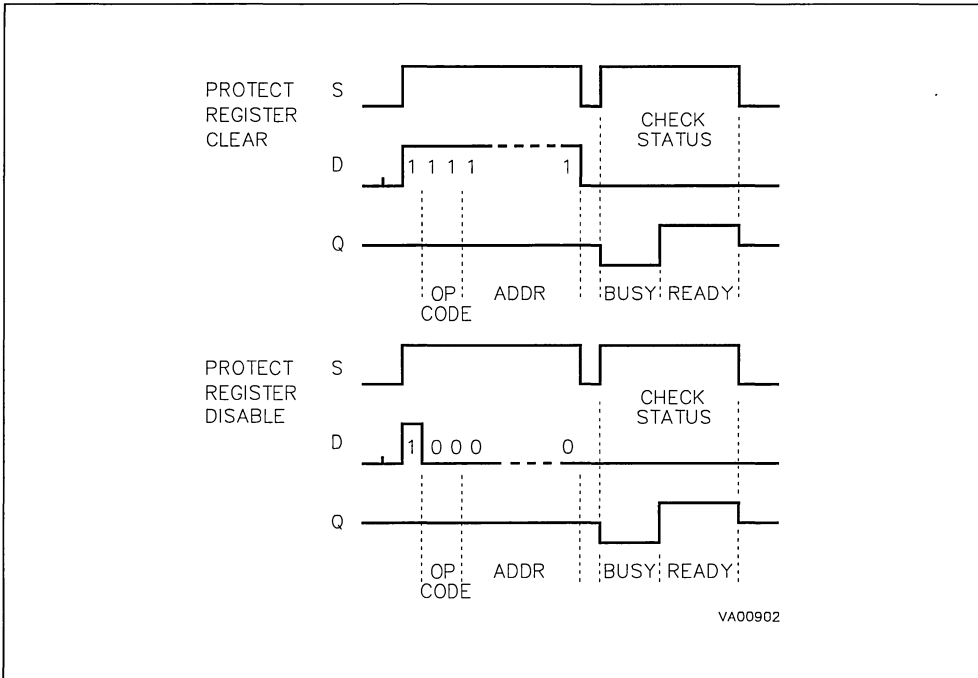 PROTECT REGISTER CLEAR
S
CHECK STATUS
D
1 1 1 1 1
Q
OP CODE
ADDR
BUSY
READY
PROTECT REGISTER DISABLE
S
CHECK STATUS
D
1 0 0 0 0
Q
OP CODE
ADDR
BUSY
READY
VA00902